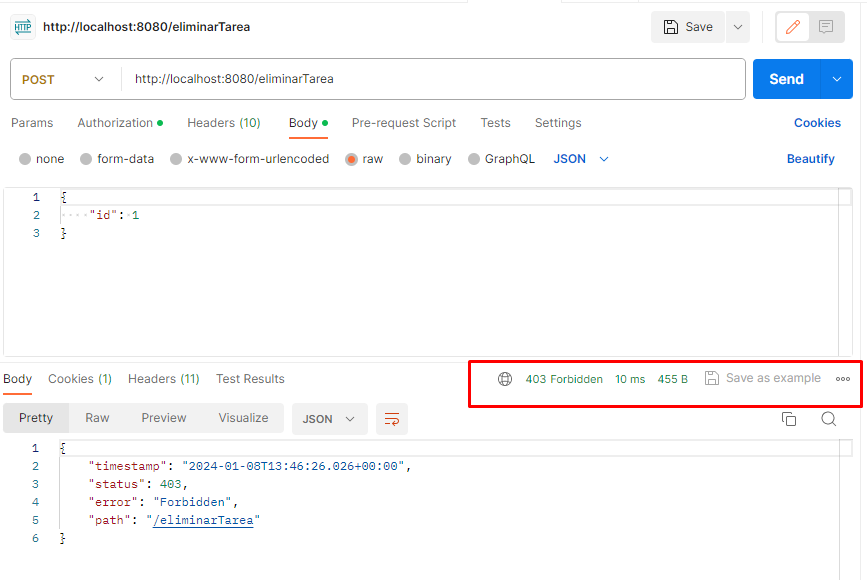 HTTP http://localhost:8080/eliminarTarea Save
POST http://localhost:8080/eliminarTarea Send
Params Authorization Headers (10) Body Pre-request Script Tests Settings Cookies
none form-data x-www-form-urlencoded raw binary GraphQL JSON Beautify
1 {
2 ····"id":·1
3 }
Body Cookies (1) Headers (11) Test Results 403 Forbidden 10 ms 455 B Save as example
Pretty Raw Preview Visualize JSON
1 {
2 "timestamp": "2024-01-08T13:46:26.026+00:00",
3 "status": 403,
4 "error": "Forbidden",
5 "path": "/eliminarTarea"
6 }